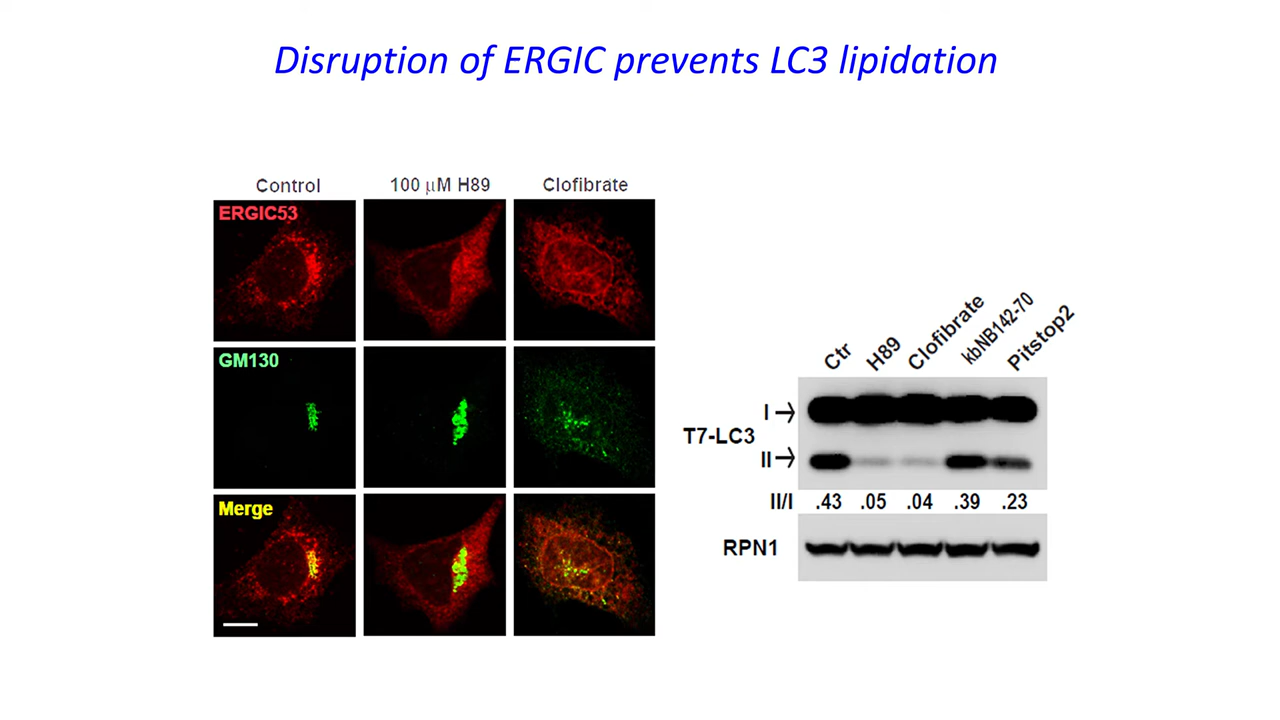 Disruption of ERGIC prevents LC3 lipidation
Control 100 μM H89 Clofibrate
ERGIC53
GM130
Merge
Ctr H89 Clofibrate kbNB142-70 Pitstop2
I
T7-LC3
II
II/I .43 .05 .04 .39 .23
RPN1